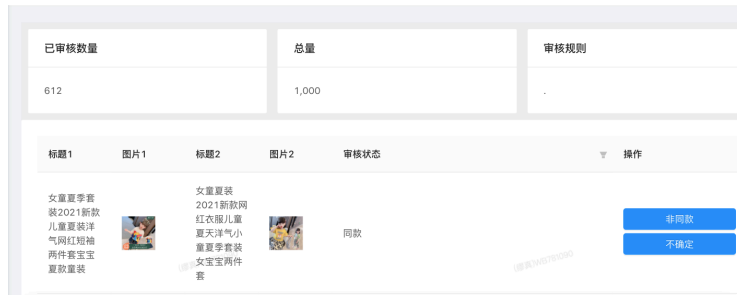 已审核数量
总量
审核规则
612
1,000
.
标题1
图片1
标题2
图片2
审核状态
操作
女童夏季套
装2021新款
儿童夏装洋
气网红短袖
两件套宝宝
夏款童装
女童夏装
2021新款网
红衣服儿童
夏天洋气小
童夏季套装
女宝宝两件
套
同款
非同款
不确定